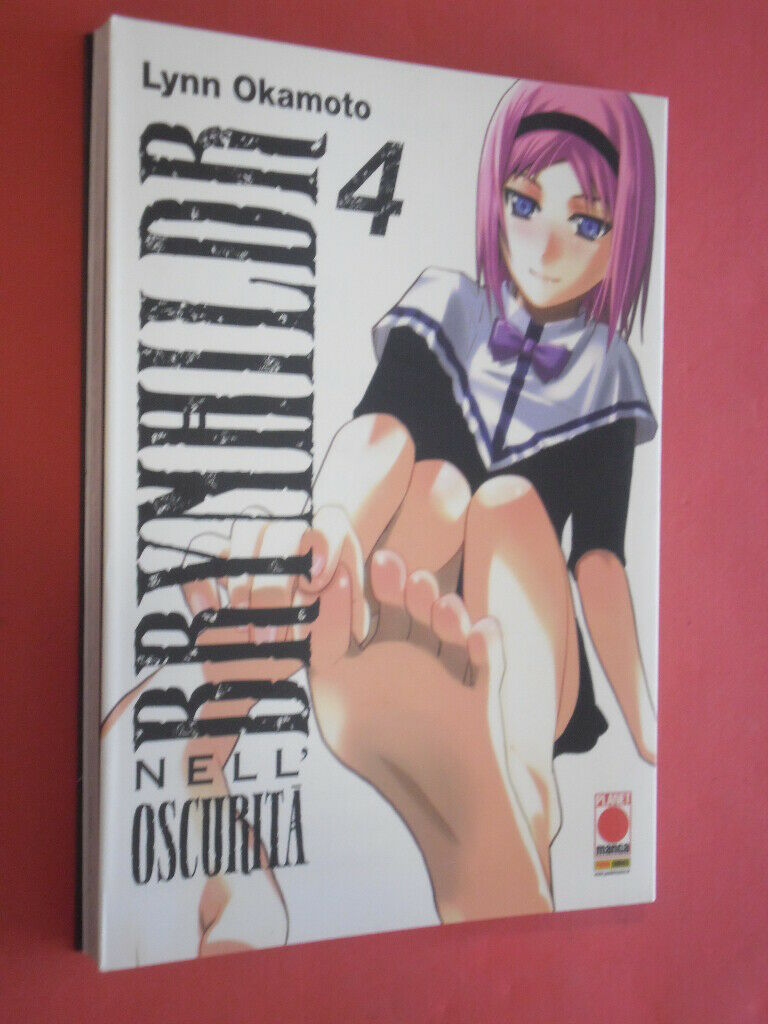 Lynn Okamoto
4
BRYNHILDR
NELL'
OSCURITÀ
PLANET
manga